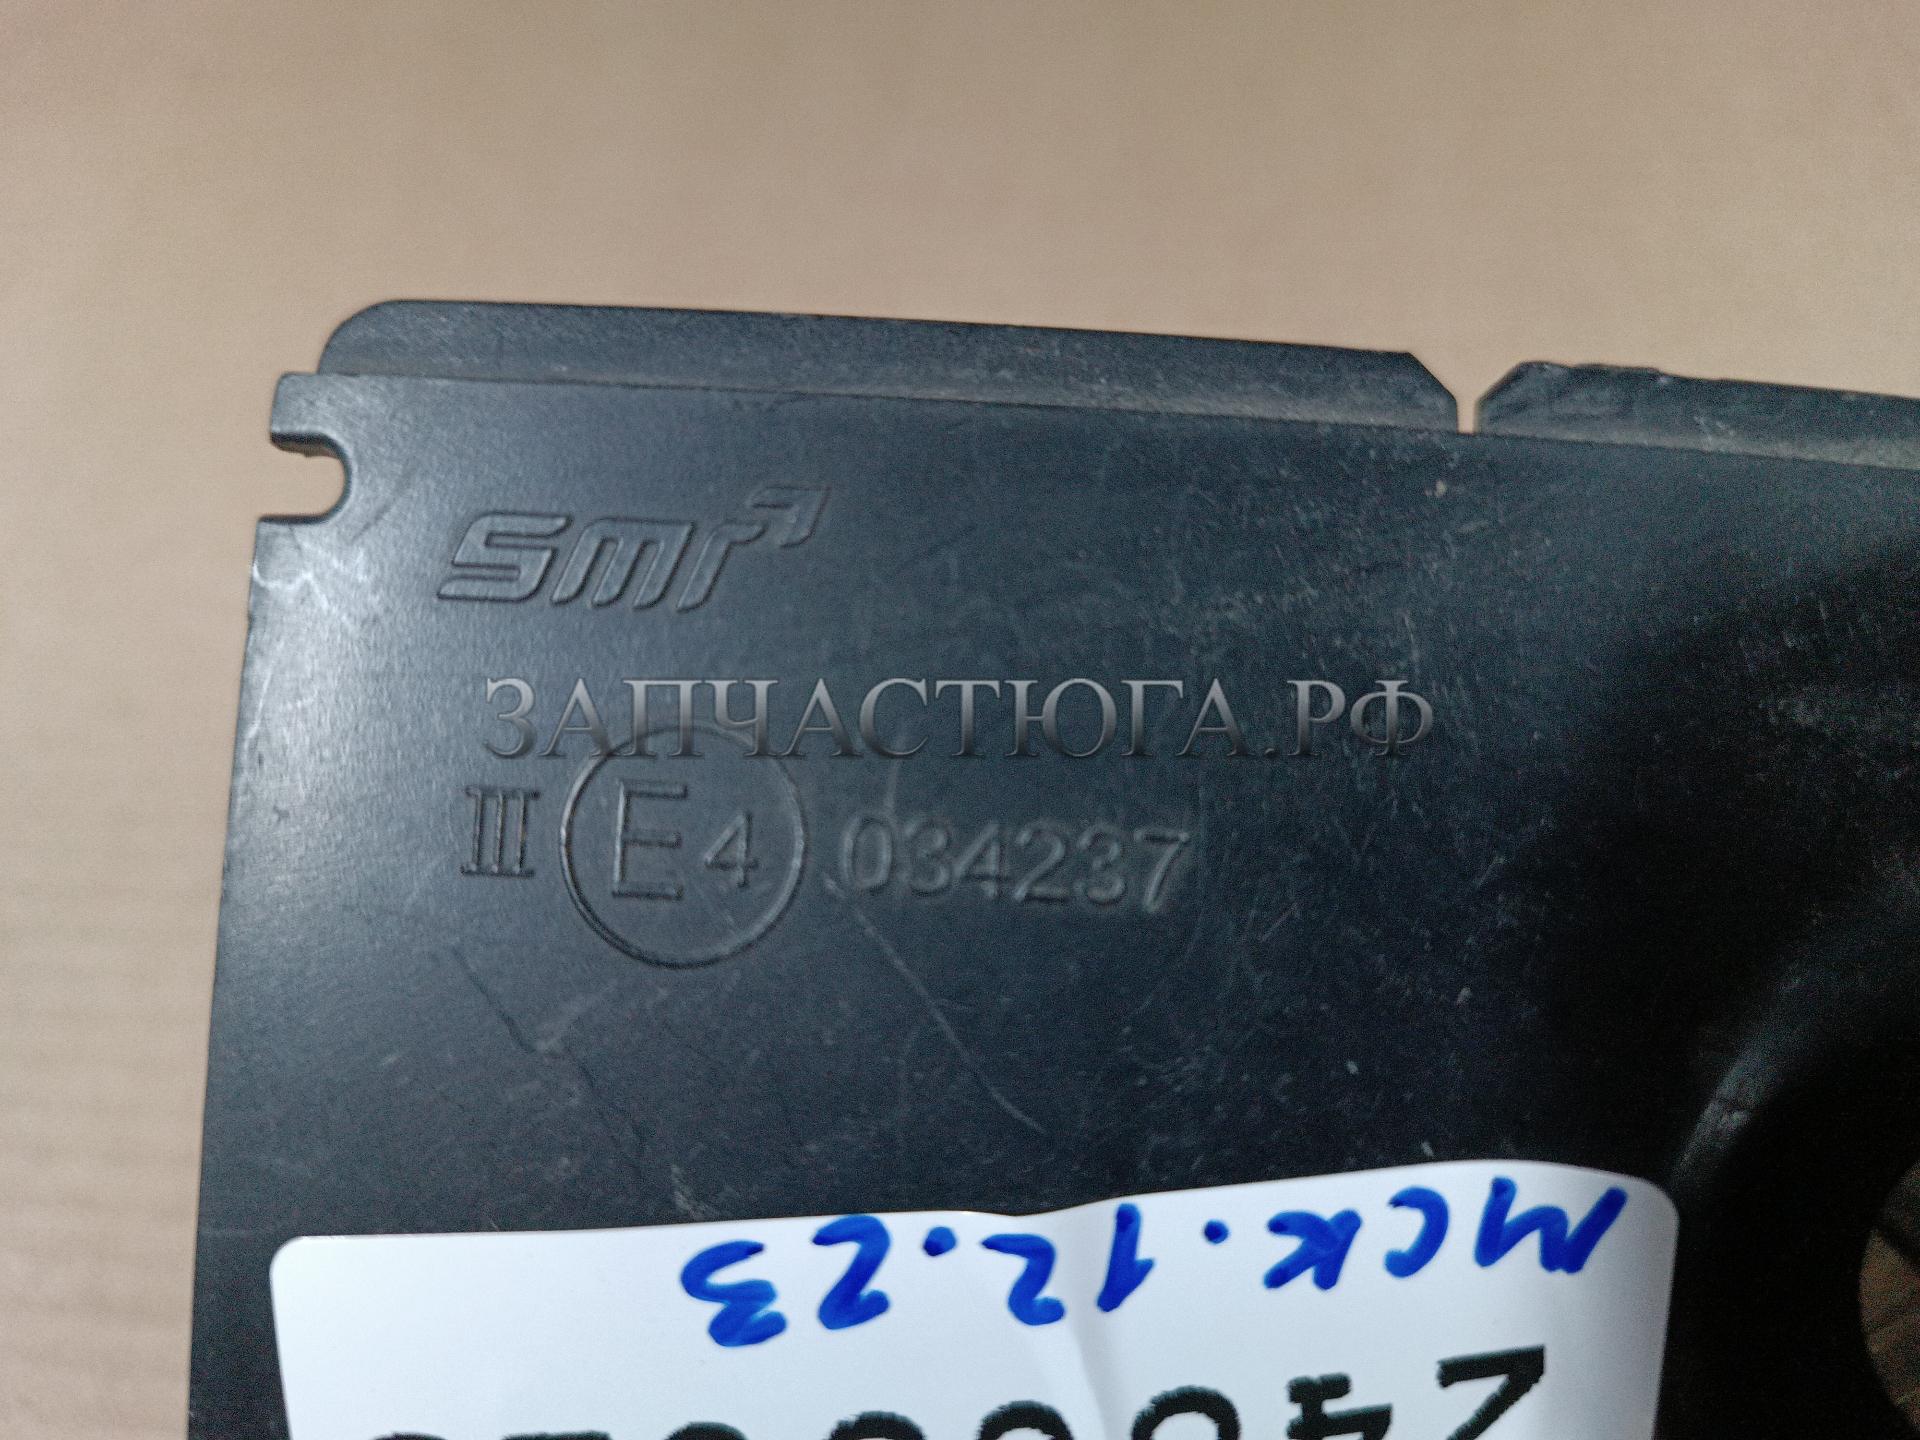 smr
ЗАПЧАСТЮГА.РФ
III E4 034237
МСК. 12.23